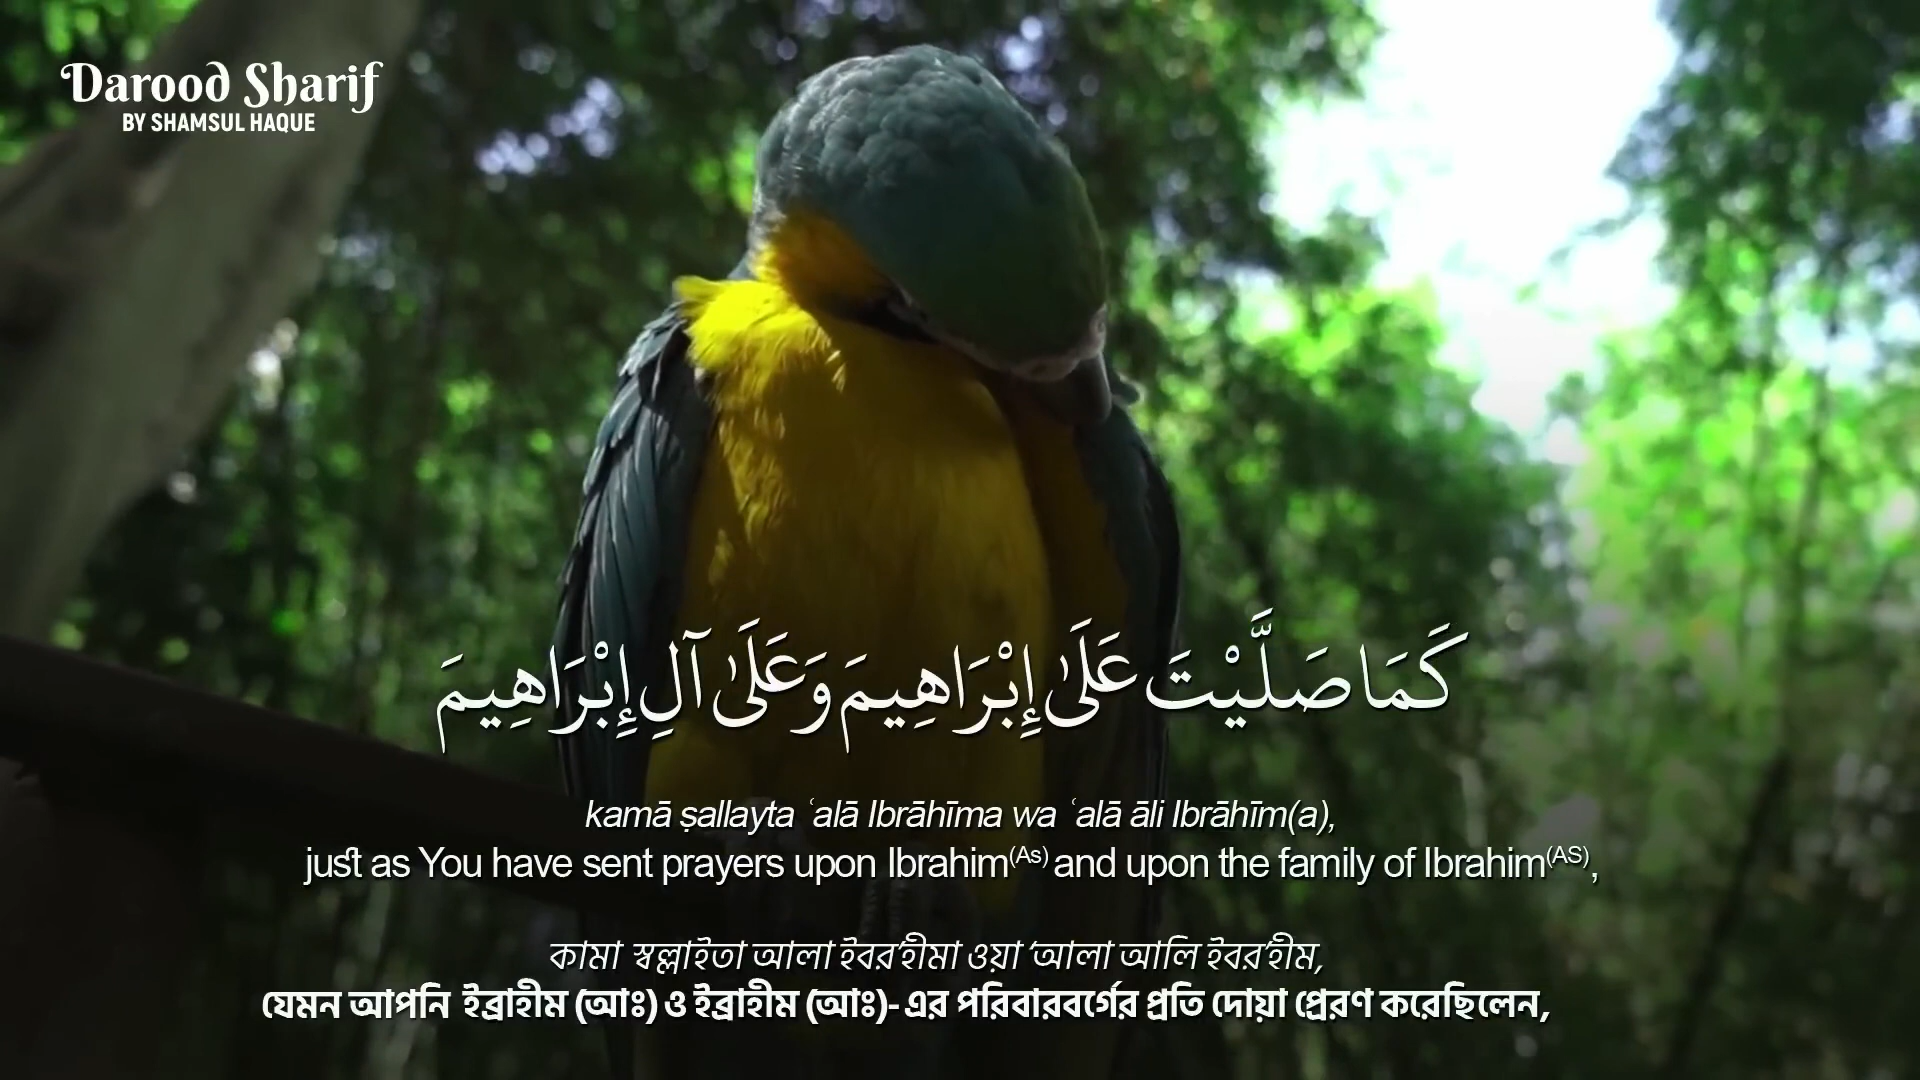 Darood Sharif
BY SHAMSUL HAQUE
كَمَا صَلَّيْتَ عَلَىٰ إِبْرَاهِيمَ وَعَلَىٰ آلِ إِبْرَاهِيمَ
kamā ṣallayta ʿalā Ibrāhīma wa ʿalā āli Ibrāhīm(a),
just as You have sent prayers upon Ibrahim(As) and upon the family of Ibrahim(AS),
কামা স্বল্লাইতা আলা ইবর'হীমা ওয়া 'আলা আলি ইবর'হীম,
যেমন আপনি ইব্রাহীম (আঃ) ও ইব্রাহীম (আঃ)- এর পরিবারবর্গের প্রতি দোয়া প্রেরণ করেছিলেন,